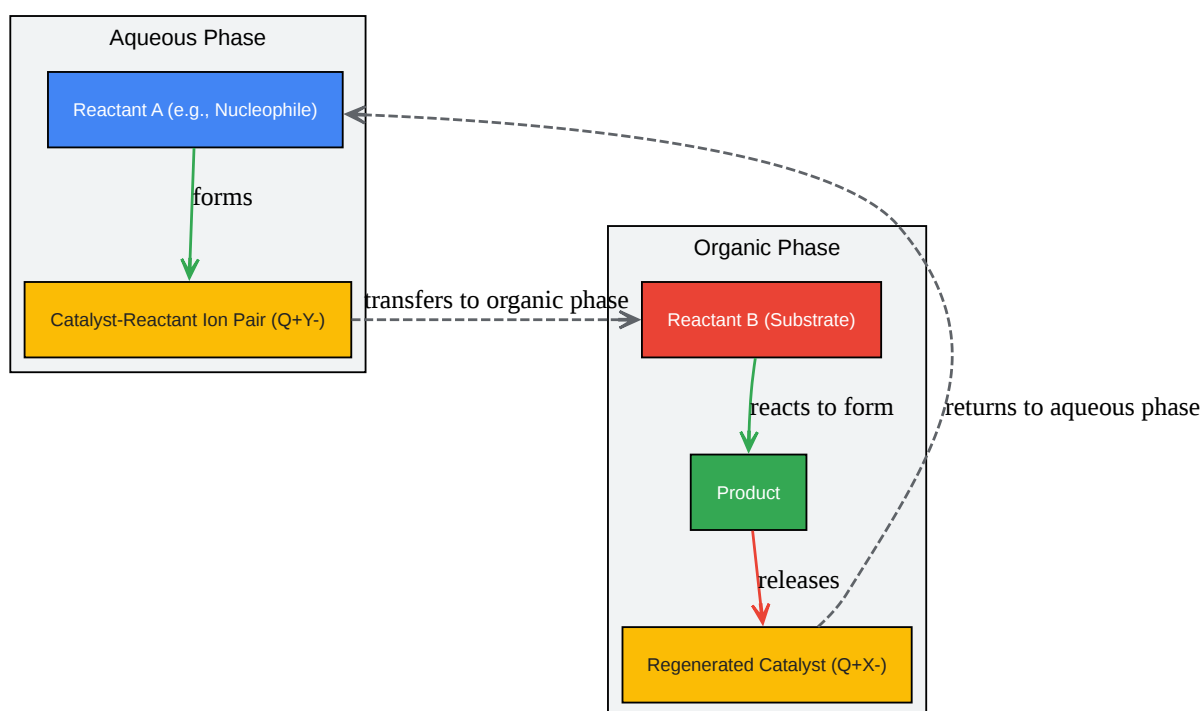 Aqueous Phase
Reactant A (e.g., Nucleophile)
forms
Catalyst-Reactant Ion Pair (Q+Y-)
transfers to organic phase
Organic Phase
Reactant B (Substrate)
reacts to form
returns to aqueous phase
Product
releases
Regenerated Catalyst (Q+X-)